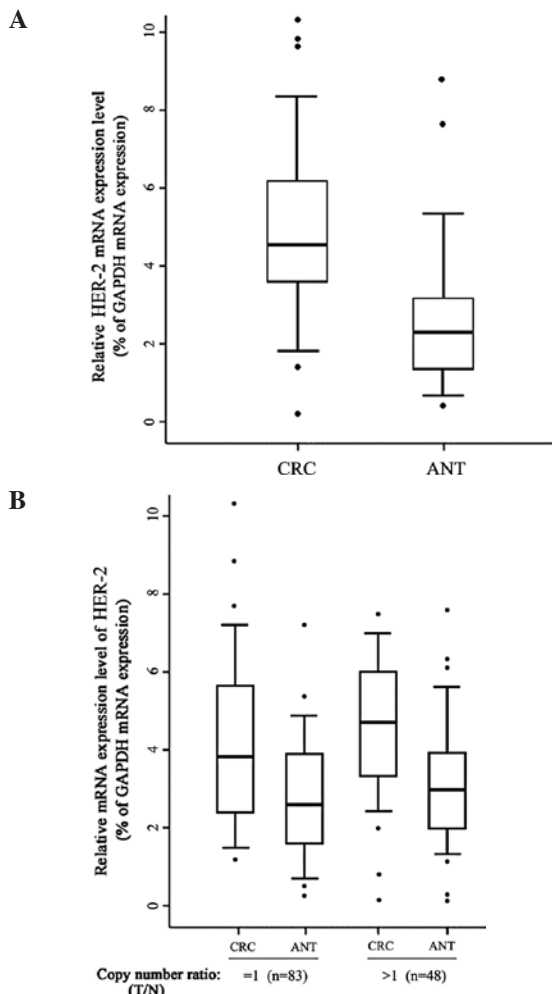 A
Relative HER-2 mRNA expression level
(% of GAPDH mRNA expression)
10
8
6
4
2
0
CRC ANT
B
Relative mRNA expression level of HER-2
(% of GAPDH mRNA expression)
10
8
6
4
2
0
CRC ANT CRC ANT
Copy number ratio: =1 (n=83) >1 (n=48)
(T/N)